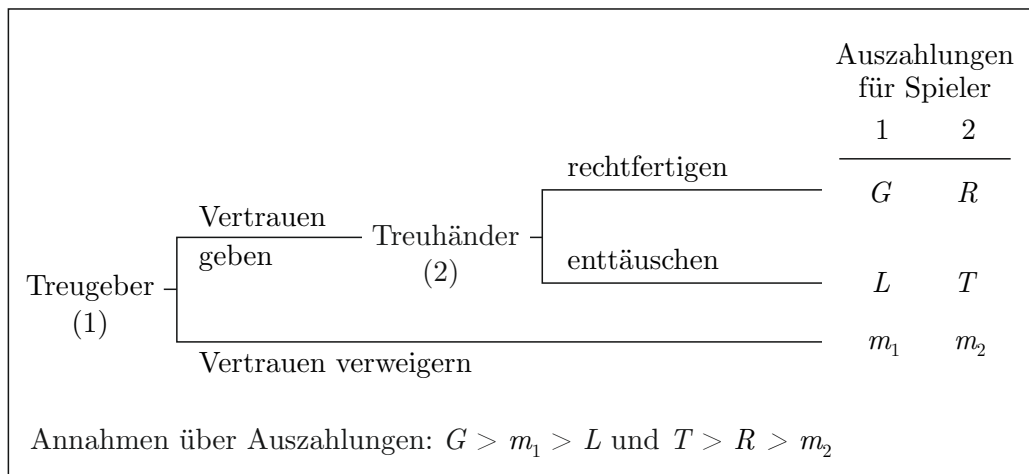 Auszahlungen
für Spieler
1 2
rechtfertigen
G R
Vertrauen
geben
Treuhänder
(2)
enttäuschen
L T
Treugeber
(1)
m₁ m₂
Vertrauen verweigern
Annahmen über Auszahlungen: G > m₁ > L und T > R > m₂